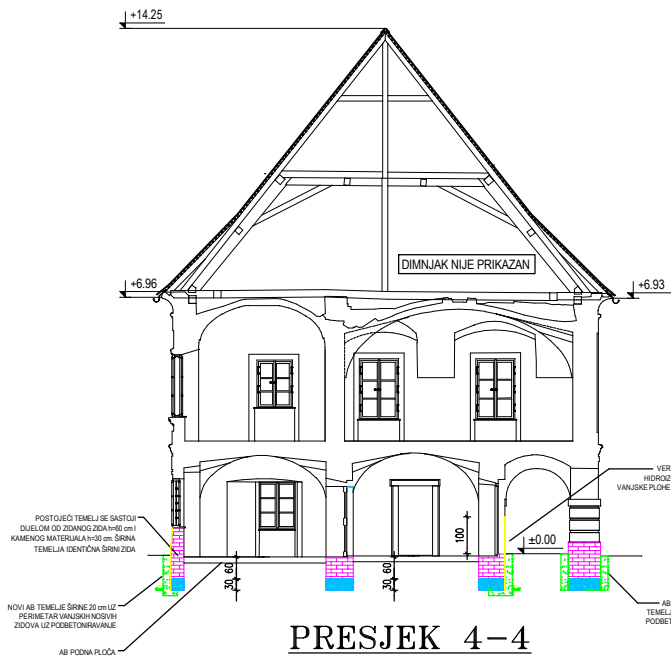 +14.25
DIMNJAK NIJE PRIKAZAN
+6.96
+6.93
VER
HIDROIZ
VANJSKE PLOHE
POSTOJEĆI TEMELJ SE SASTOJI
DIJELOM OD ZIDANOG ZIDA h=60 cm I
KAMENOG MATERIJALA h=30 cm. ŠIRINA
TEMELJA IDENTIČNA ŠIRINI ZIDA
100
±0.00
60
30
60
30
NOVI AB TEMELJE ŠIRINE 20 cm UZ
PERIMETAR VANJSKIH NOSIVIH
ZIDOVA UZ PODBETONIRAVANJE
AB
TEMELJ
PODBET
AB PODNA PLOČA
PRESJEK 4-4